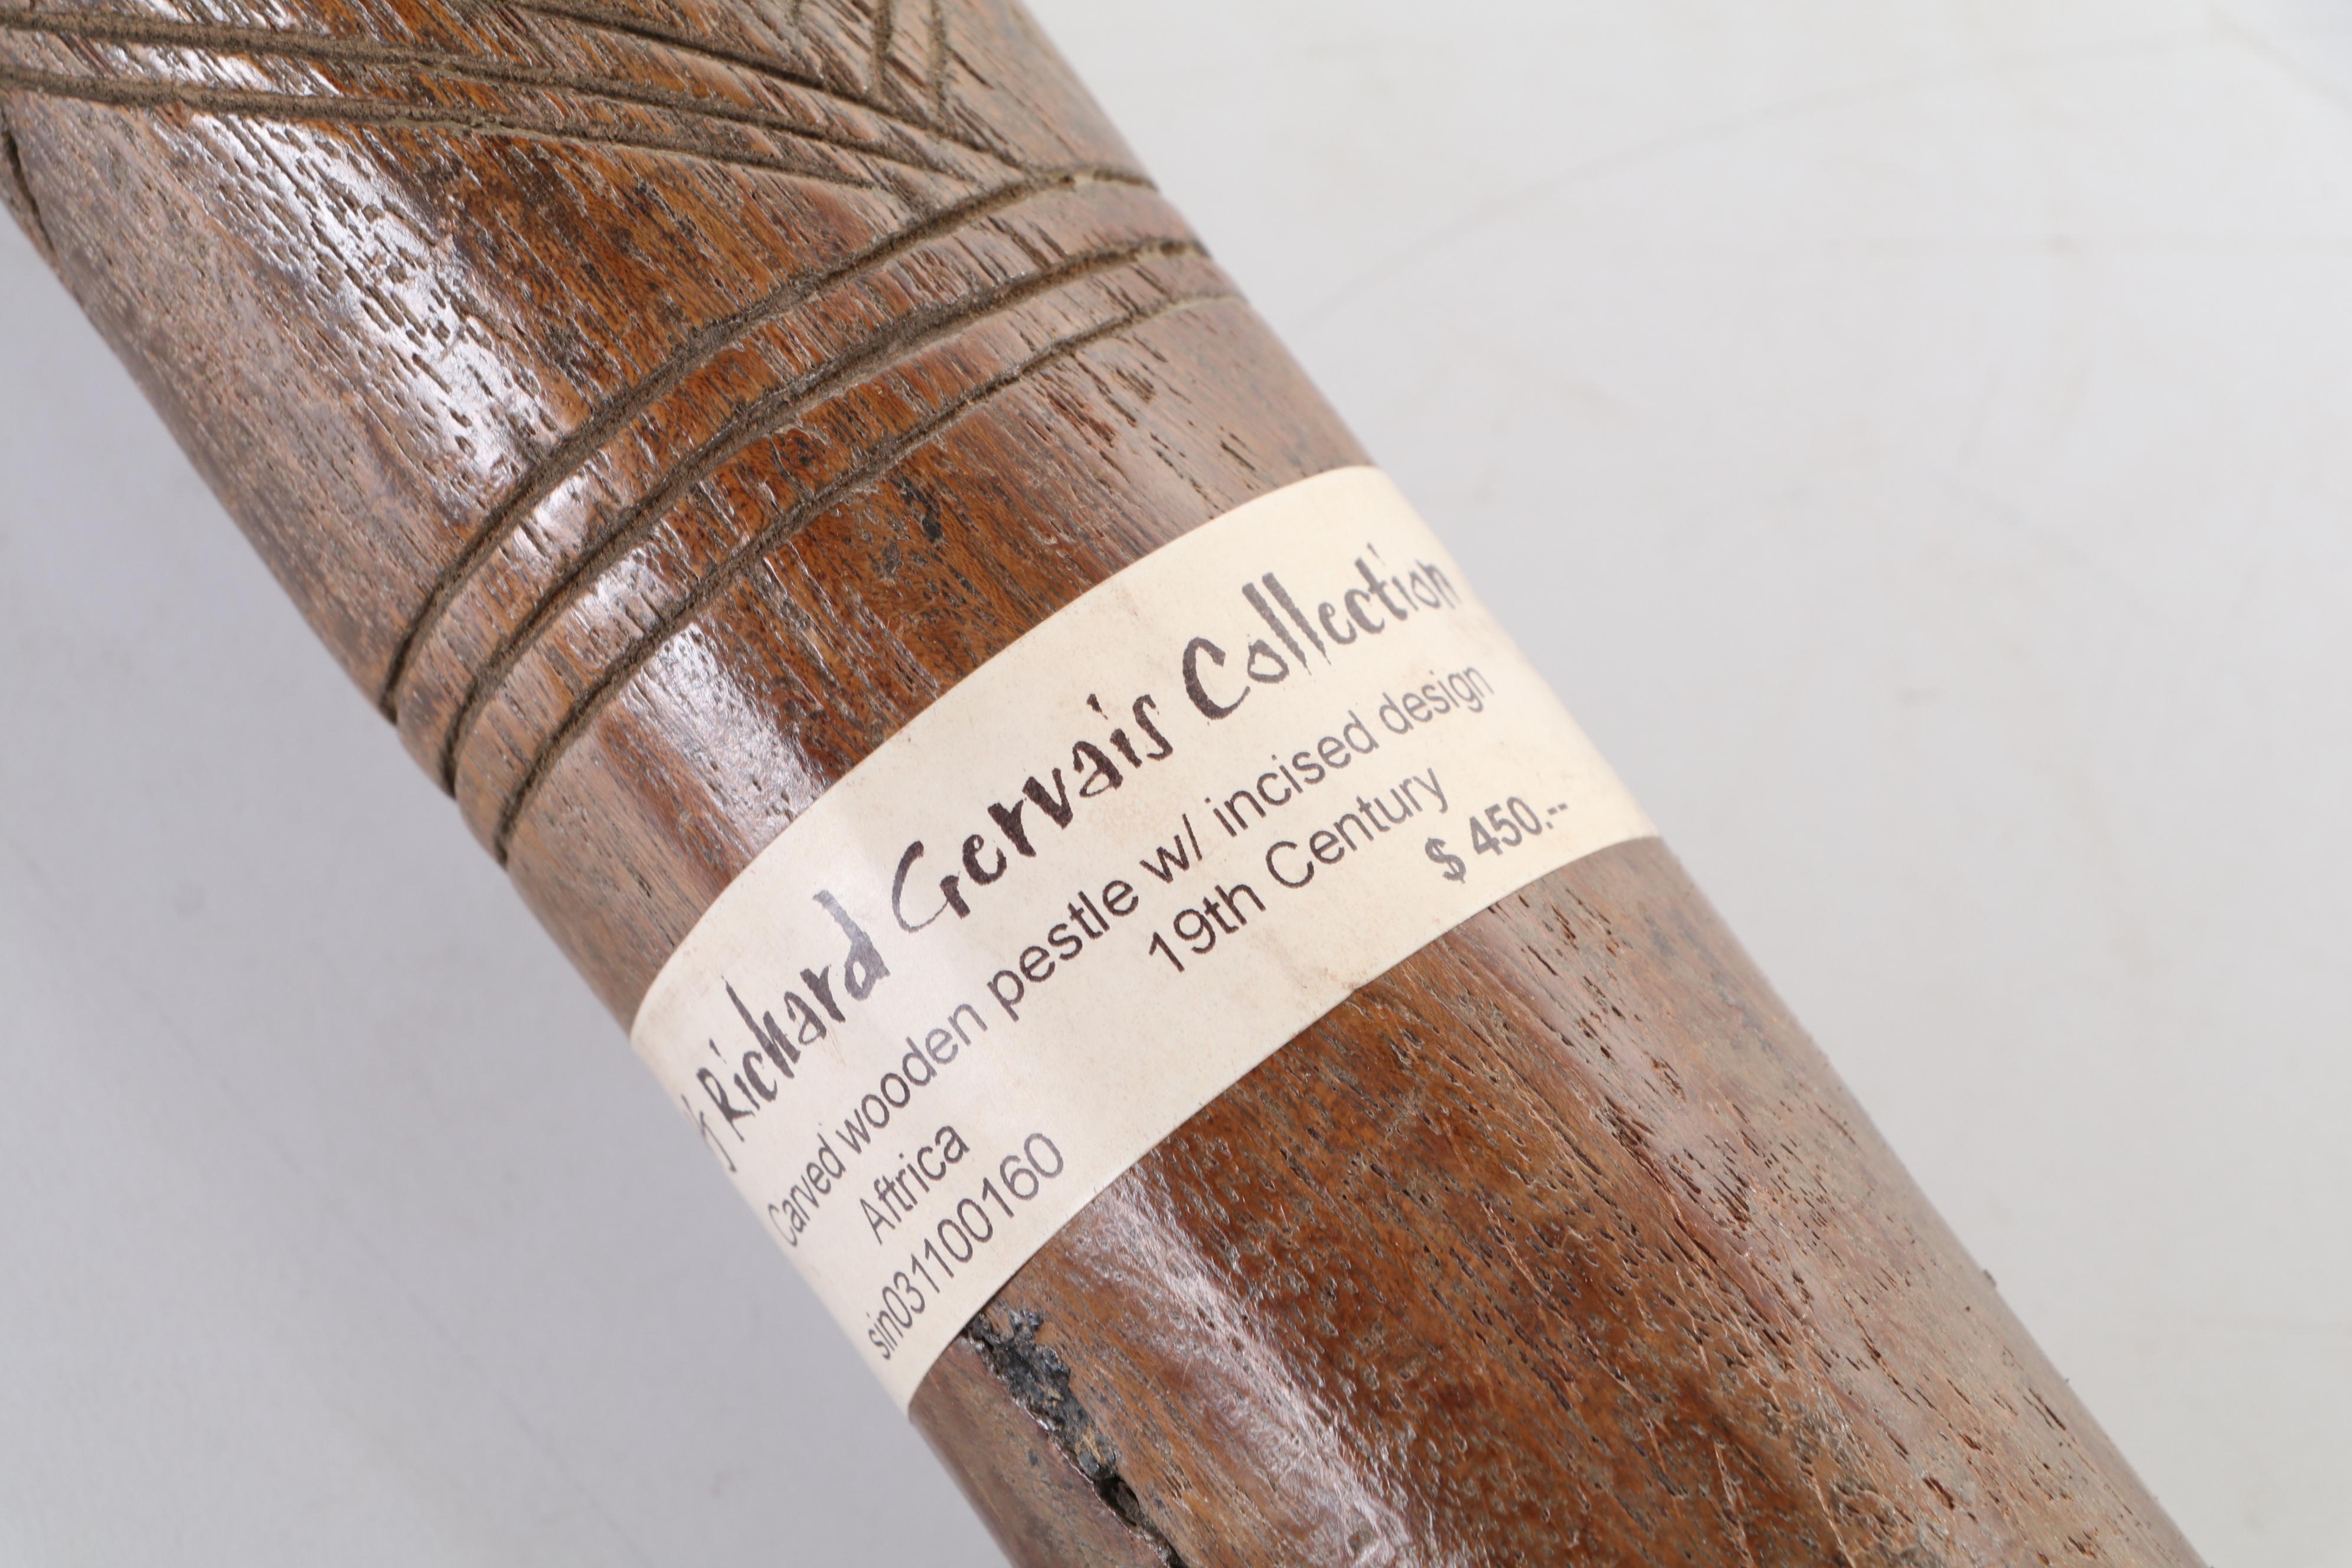 Richard Gervais Collection
Carved wooden pestle w/ incised design
Aftrica 19th Century
sin031100160 $ 450.--